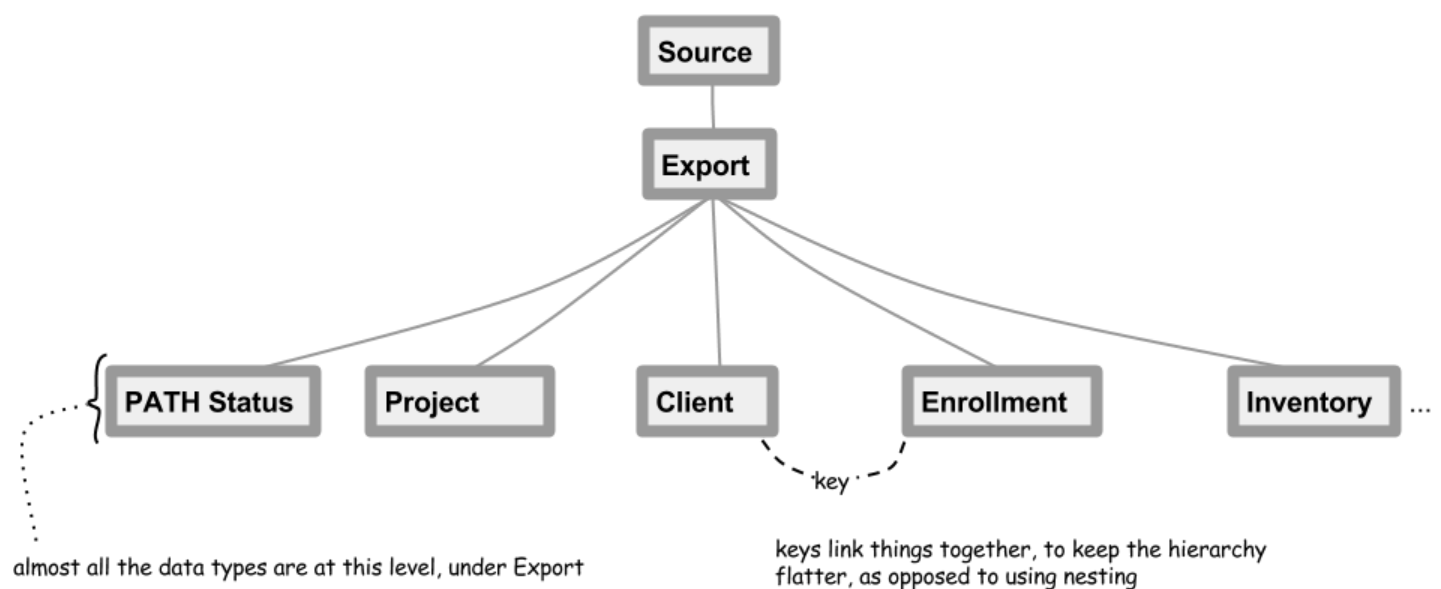 Source
Export
PATH Status
Project
Client
Enrollment
Inventory
...
key
almost all the data types are at this level, under Export
keys link things together, to keep the hierarchy
flatter, as opposed to using nesting